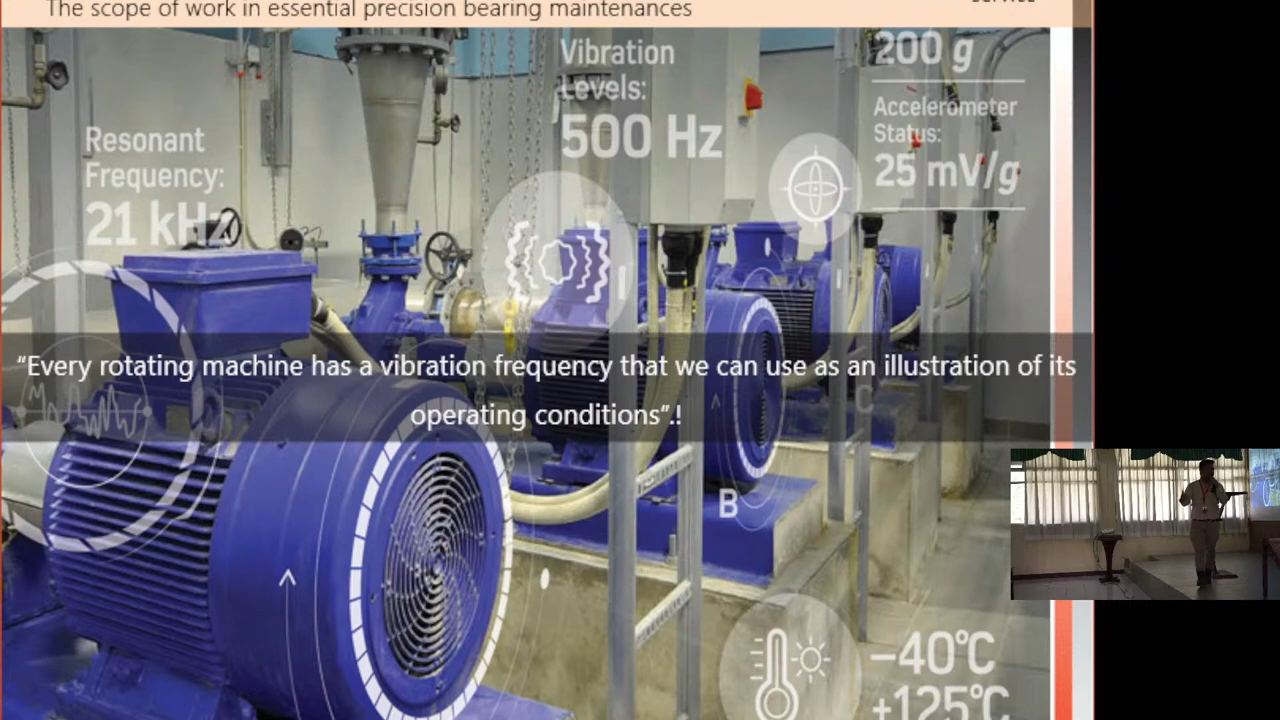 The scope of work in essential precision bearing maintenances
Vibration
Levels:
500 Hz
200 g
Accelerometer
Status:
25 mV/g
Resonant
Frequency:
21 kHz
“Every rotating machine has a vibration frequency that we can use as an illustration of its
operating conditions”.!
C
B
–40°C
+125°C